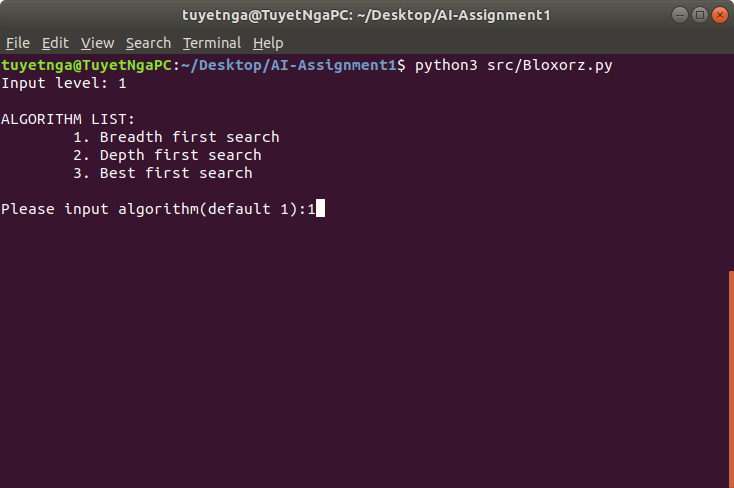 tuyetnga@TuyetNgaPC: ~/Desktop/AI-Assignment1
File Edit View Search Terminal Help
tuyetnga@TuyetNgaPC:~/Desktop/AI-Assignment1$ python3 src/Bloxorz.py
Input level: 1
ALGORITHM LIST:
1. Breadth first search
2. Depth first search
3. Best first search
Please input algorithm(default 1):1